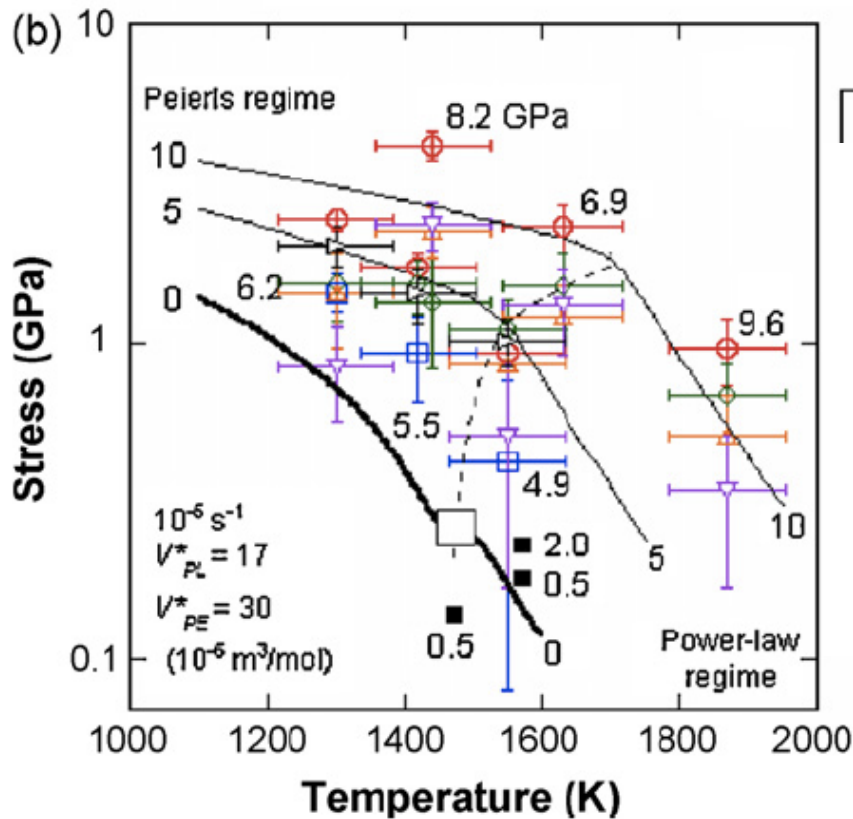 (b)
10
Peierls regime
8.2 GPa
10
5
6.9
0
6.2
1
9.6
5.5
4.9
Stress (GPa)
10⁻⁵ s⁻¹
V*PL = 17
V*PE = 30
(10⁻⁶ m³/mol)
2.0
0.5
0.5
0
5
10
Power-law
regime
0.1
1000 1200 1400 1600 1800 2000
Temperature (K)